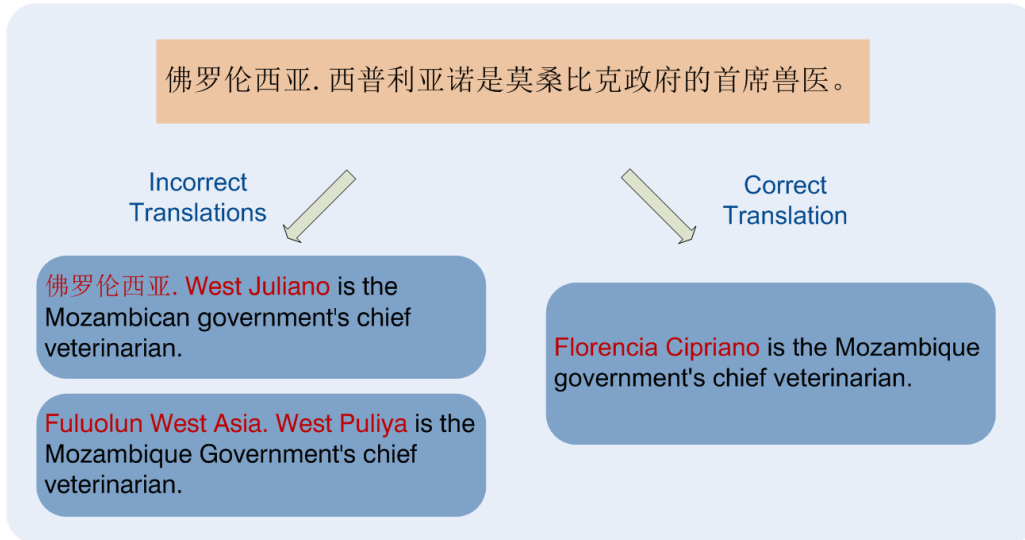 佛罗伦西亚. 西普利亚诺是莫桑比克政府的首席兽医。
Incorrect
Translations
Correct
Translation
佛罗伦西亚. West Juliano is the
Mozambican government's chief
veterinarian.
Fuluolun West Asia. West Puliya is the
Mozambique Government's chief
veterinarian.
Florencia Cipriano is the Mozambique
government's chief veterinarian.